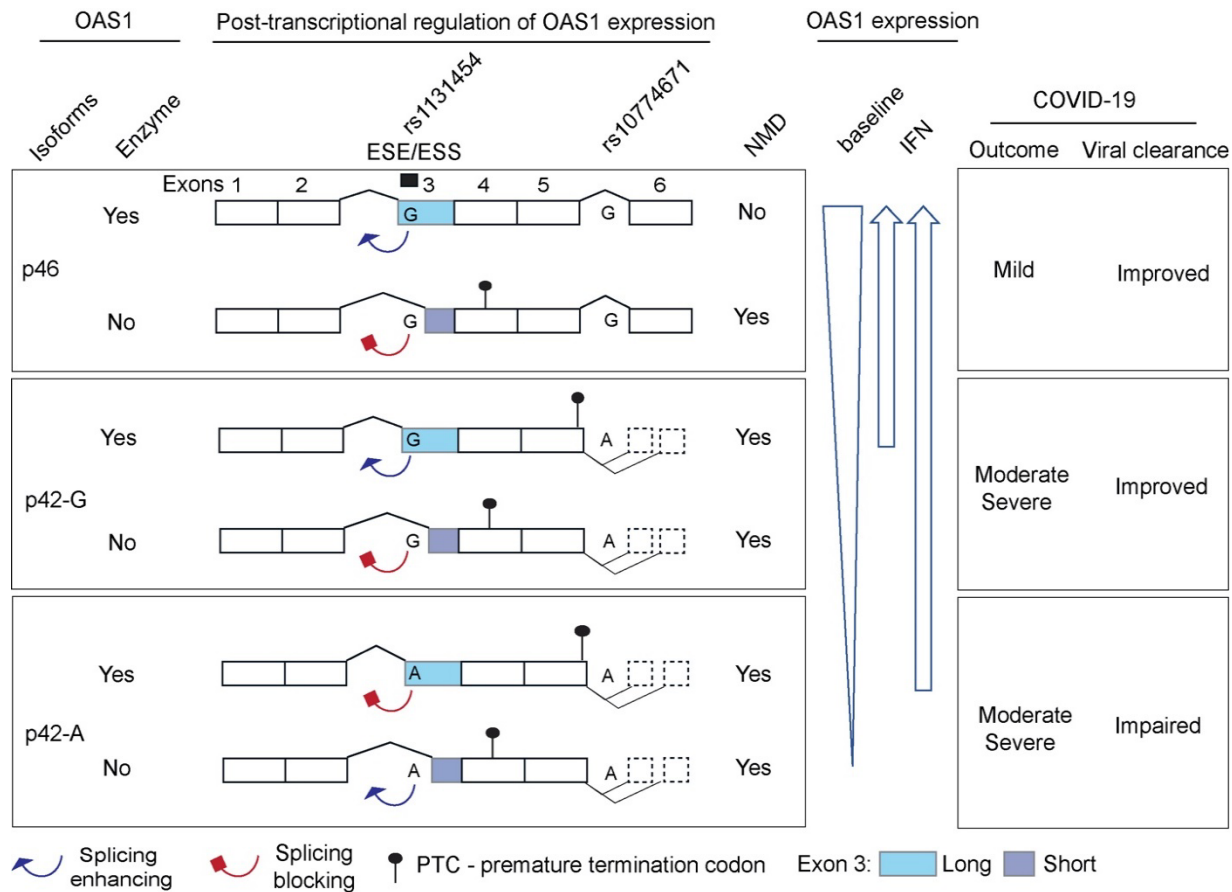 OAS1
Post-transcriptional regulation of OAS1 expression
OAS1 expression
Isoforms
Enzyme
rs1131454
ESE/ESS
rs10774671
NMD
baseline
IFN
COVID-19
Outcome Viral clearance
Exons 1 2 3 4 5 6
p46
Yes G G No
No G G Yes
Mild Improved
p42-G
Yes G A Yes
No G A Yes
Moderate
Severe
Improved
p42-A
Yes A A Yes
No A A Yes
Moderate
Severe
Impaired
Splicing
enhancing
Splicing
blocking
PTC - premature termination codon
Exon 3: Long Short